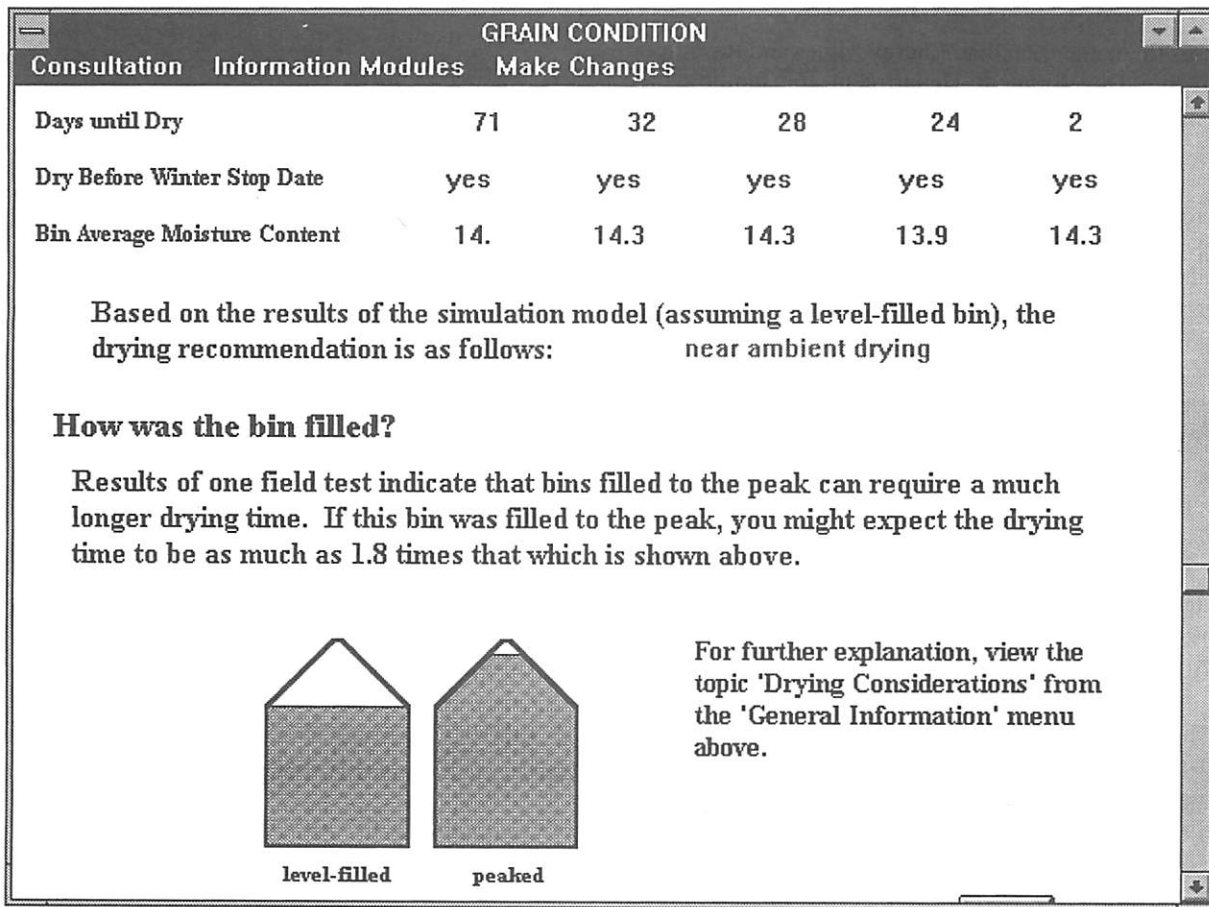 GRAIN CONDITION
Consultation Information Modules Make Changes
Days until Dry 71 32 28 24 2
Dry Before Winter Stop Date yes yes yes yes yes
Bin Average Moisture Content 14. 14.3 14.3 13.9 14.3
Based on the results of the simulation model (assuming a level-filled bin), the
drying recommendation is as follows: near ambient drying
How was the bin filled?
Results of one field test indicate that bins filled to the peak can require a much
longer drying time. If this bin was filled to the peak, you might expect the drying
time to be as much as 1.8 times that which is shown above.
For further explanation, view the
topic 'Drying Considerations' from
the 'General Information' menu
above.
level-filled peaked